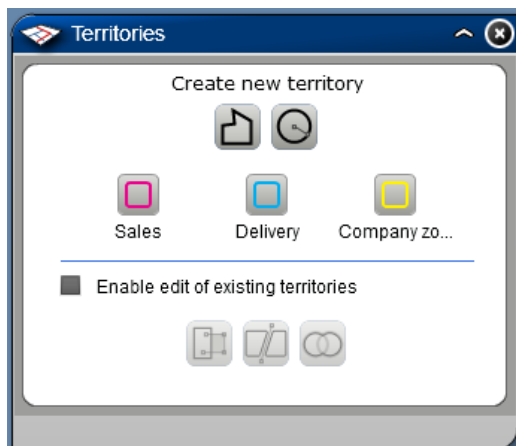 Territories
Create new territory
Sales
Delivery
Company zo...
Enable edit of existing territories